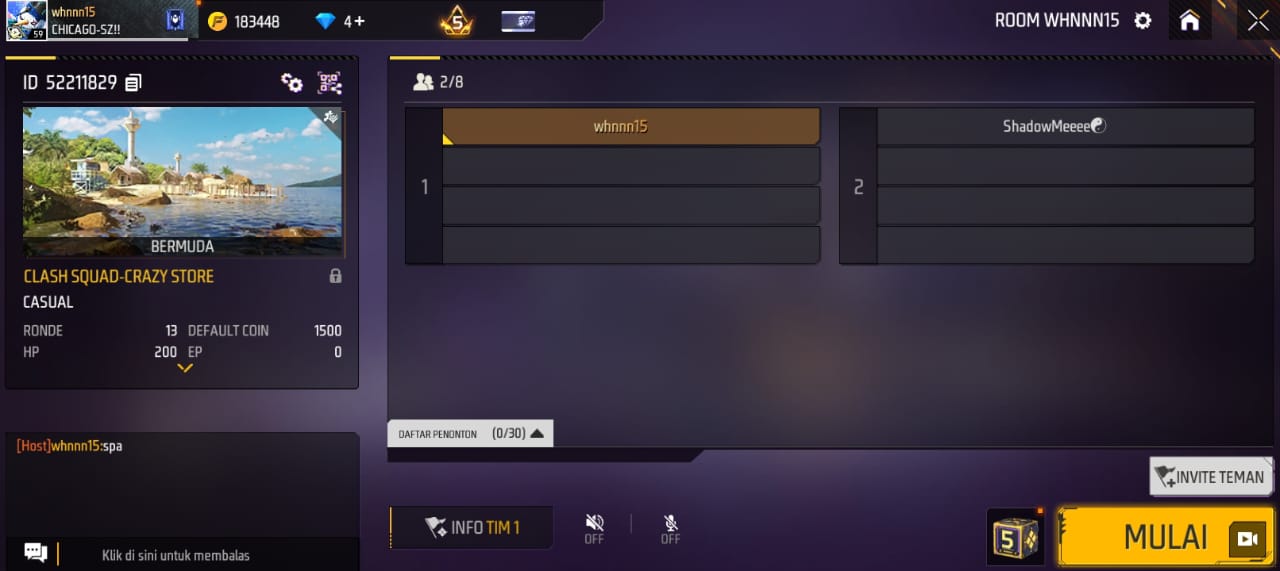 whnnn15
CHICAGO-SZ!!
59
183448
4+
5
ROOM WHNNN15
ID 52211829
2/8
BERMUDA
CLASH SQUAD-CRAZY STORE
CASUAL
RONDE 13 DEFAULT COIN 1500
HP 200 EP 0
1
whnnn15
2
ShadowMeeee☯
DAFTAR PENONTON (0/30)
[Host]whnnn15:spa
Klik di sini untuk membalas
INFO TIM 1
OFF
OFF
INVITE TEMAN
5
MULAI